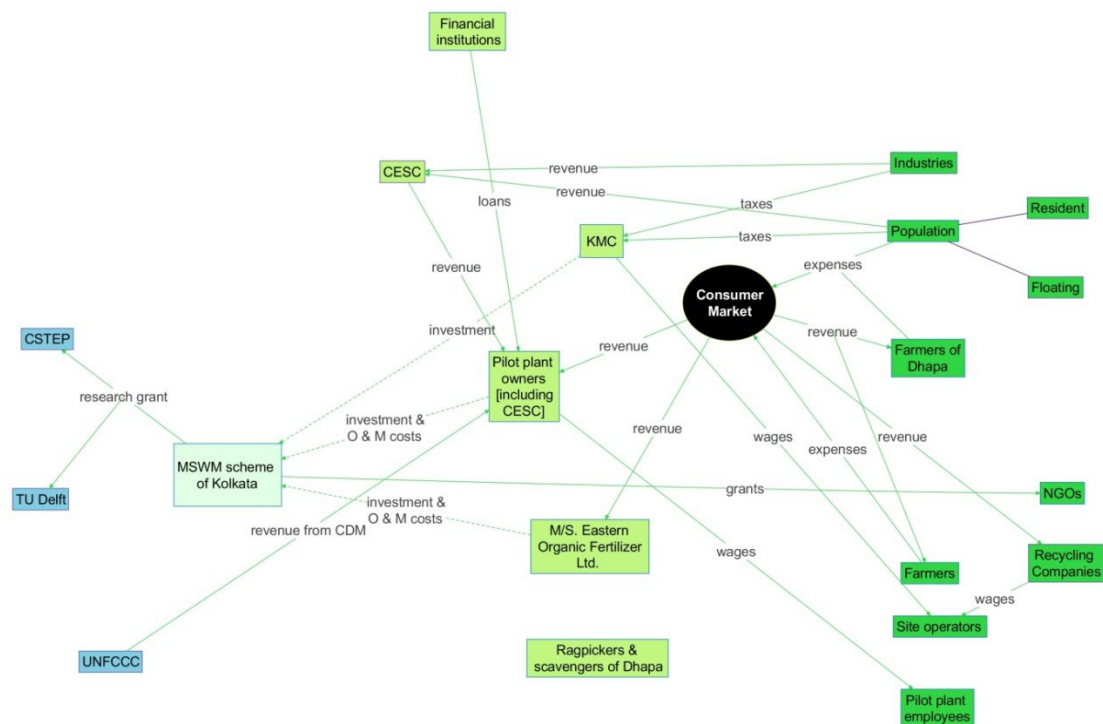 Financial
institutions
CESC
revenue
Industries
revenue
loans
taxes
Resident
KMC
taxes
Population
revenue
expenses
Floating
Consumer
Market
CSTEP
investment
revenue
revenue
Farmers of
Dhapa
Pilot plant
owners
[including
CESC]
research grant
investment &
O & M costs
revenue
wages
revenue
expenses
MSWM scheme
of Kolkata
TU Delft
grants
NGOs
investment &
O & M costs
revenue from CDM
M/S. Eastern
Organic Fertilizer
Ltd.
wages
Recycling
Companies
Farmers
wages
Site operators
UNFCCC
Ragpickers &
scavengers of Dhapa
Pilot plant
employees